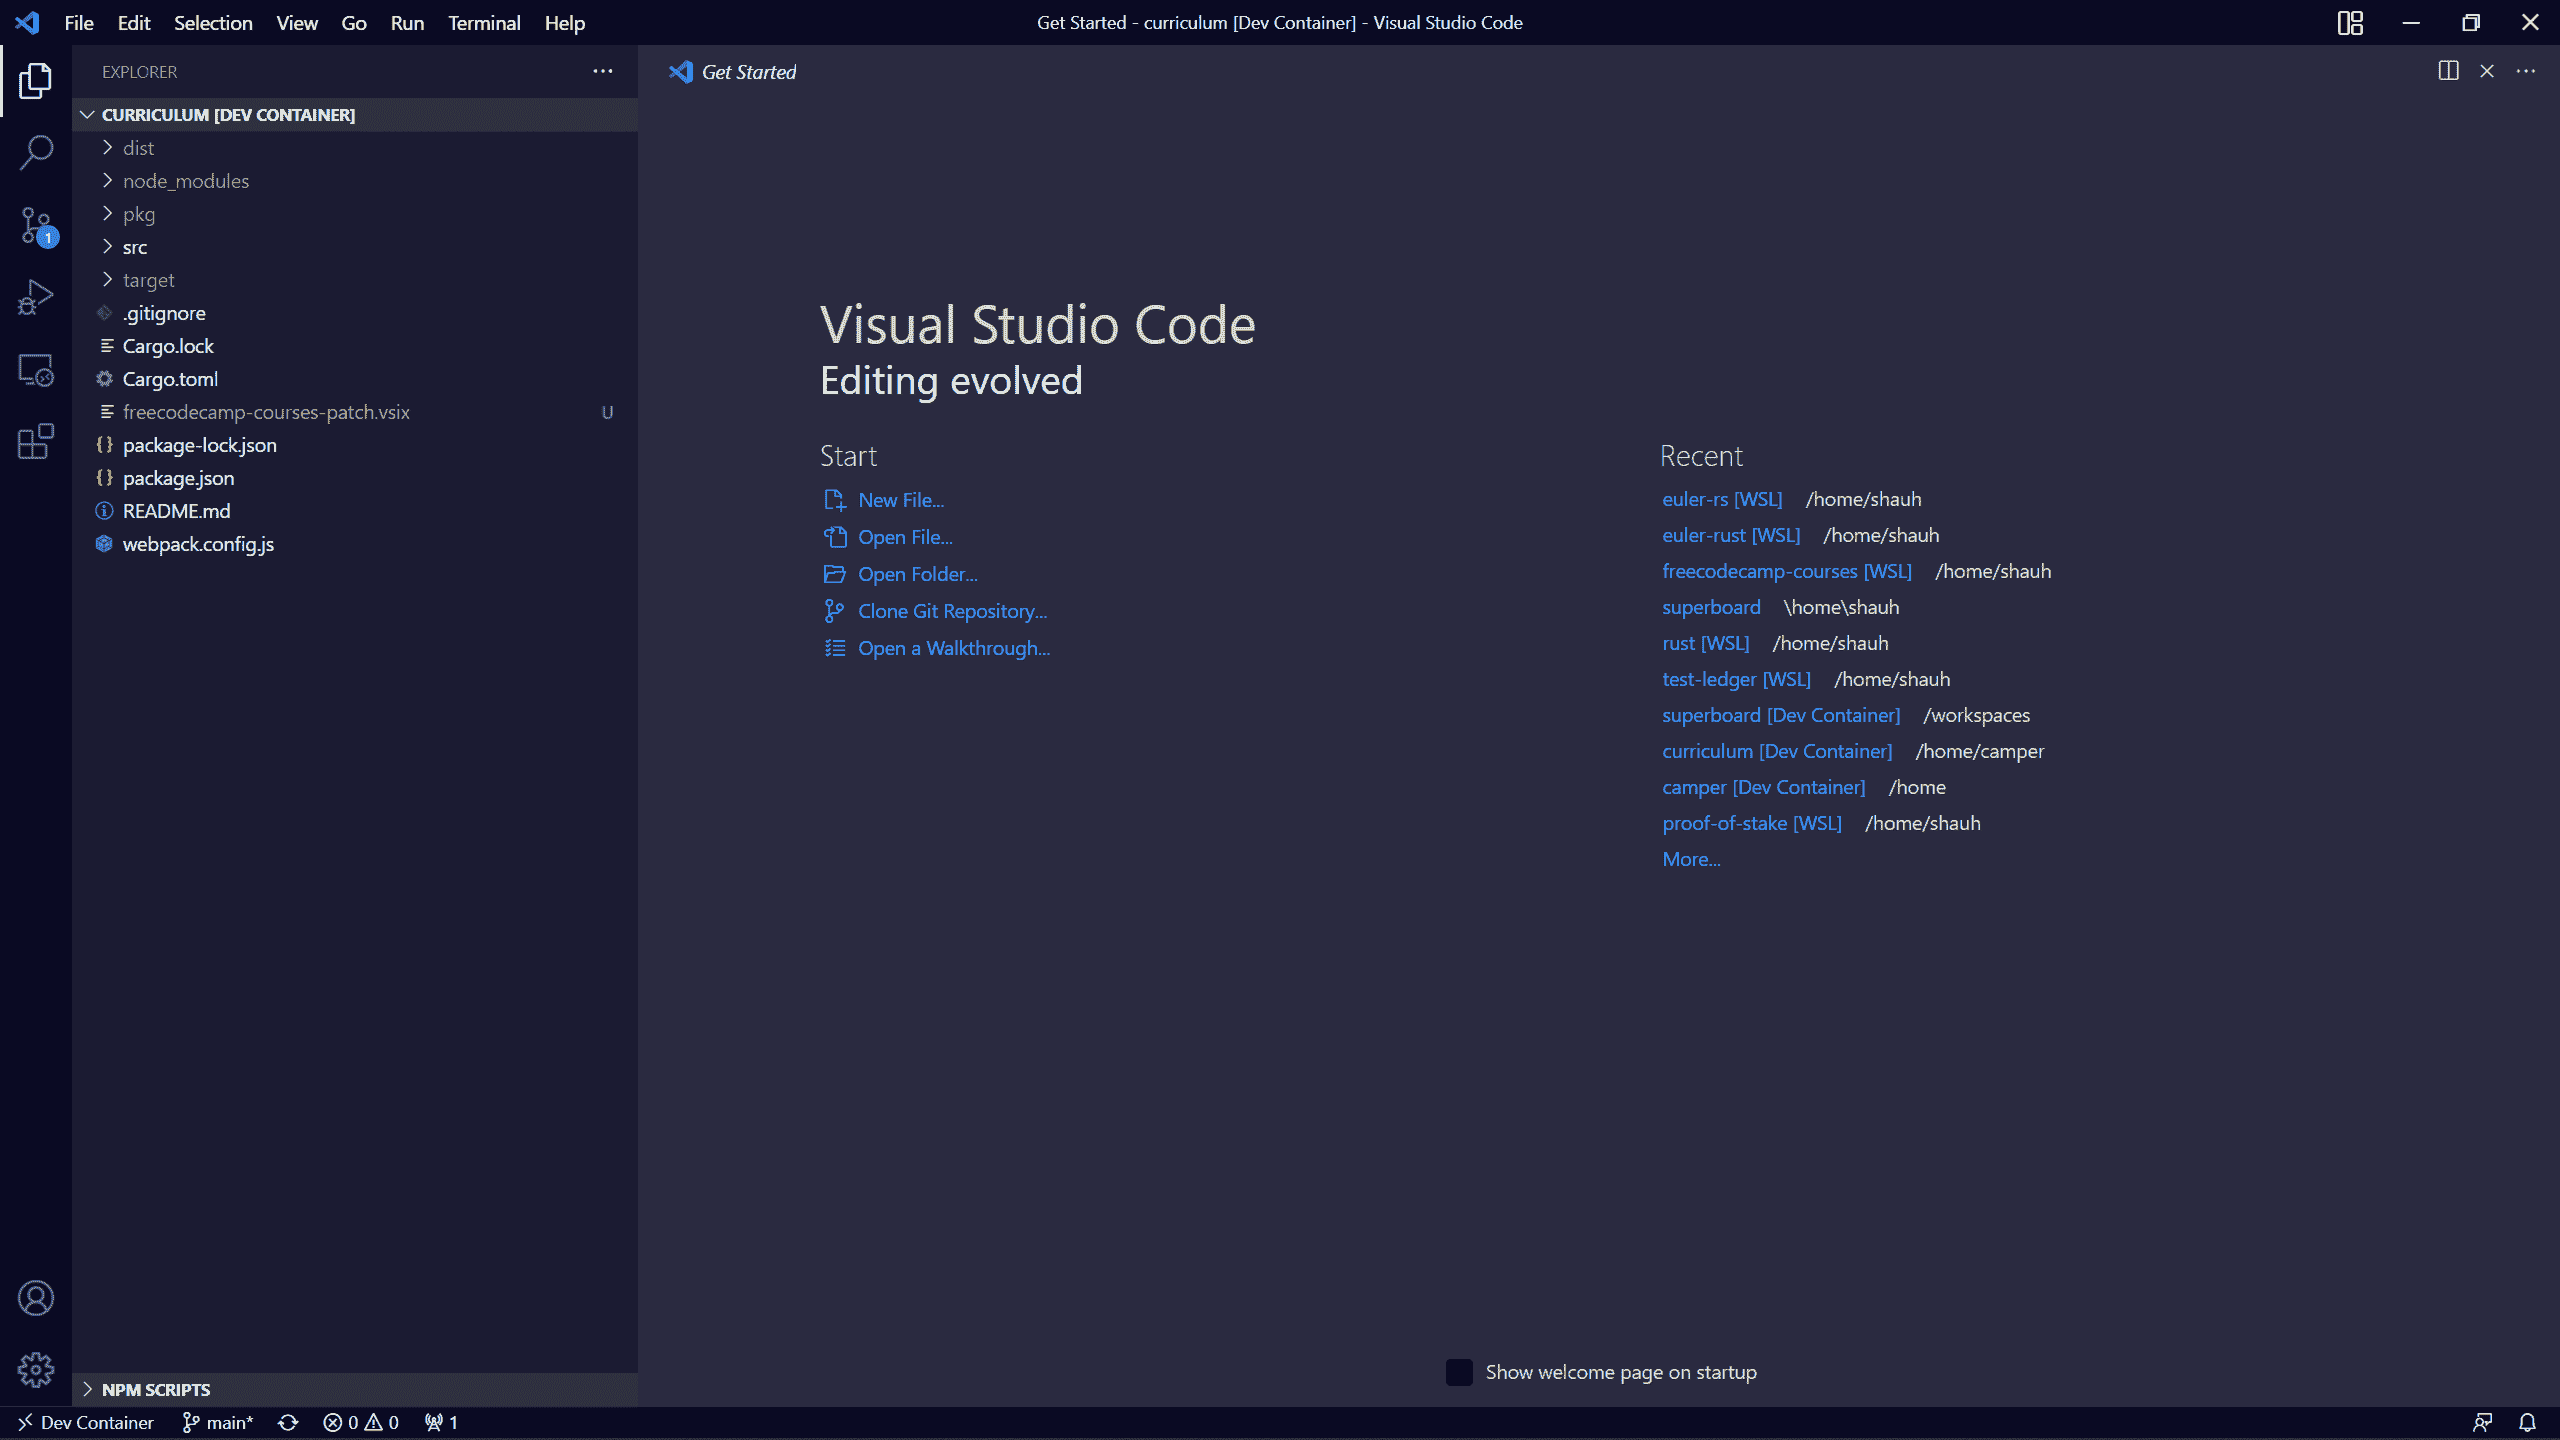 File Edit Selection View Go Run Terminal Help
Get Started - curriculum [Dev Container] - Visual Studio Code
EXPLORER
CURRICULUM [DEV CONTAINER]
dist
node_modules
pkg
src
target
.gitignore
Cargo.lock
Cargo.toml
freecodecamp-courses-patch.vsix U
package-lock.json
package.json
README.md
webpack.config.js
NPM SCRIPTS
1
Get Started
Visual Studio Code
Editing evolved
Start
New File...
Open File...
Open Folder...
Clone Git Repository...
Open a Walkthrough...
Recent
euler-rs [WSL] /home/shauh
euler-rust [WSL] /home/shauh
freecodecamp-courses [WSL] /home/shauh
superboard \home\shauh
rust [WSL] /home/shauh
test-ledger [WSL] /home/shauh
superboard [Dev Container] /workspaces
curriculum [Dev Container] /home/camper
camper [Dev Container] /home
proof-of-stake [WSL] /home/shauh
More...
Show welcome page on startup
Dev Container main* 0 0 1